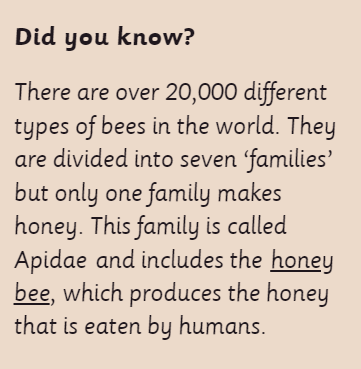 Did you know?
There are over 20,000 different
types of bees in the world. They
are divided into seven ‘families’
but only one family makes
honey. This family is called
Apidae and includes the honey
bee, which produces the honey
that is eaten by humans.